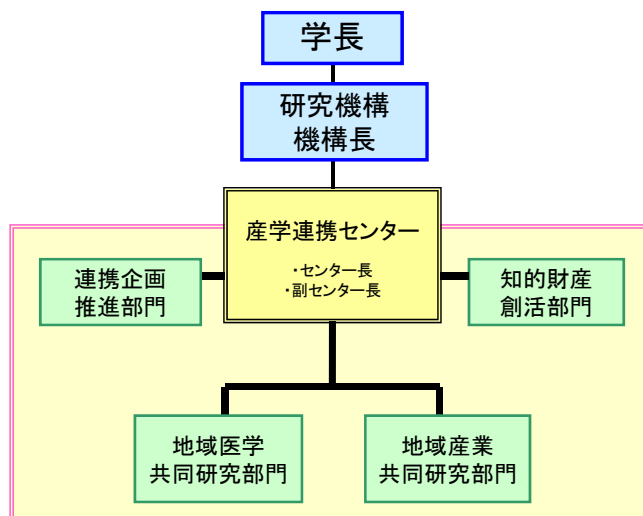 学長
研究機構
機構長
産学連携センター
・センター長
・副センター長
連携企画
推進部門
知的財産
創活部門
地域医学
共同研究部門
地域産業
共同研究部門